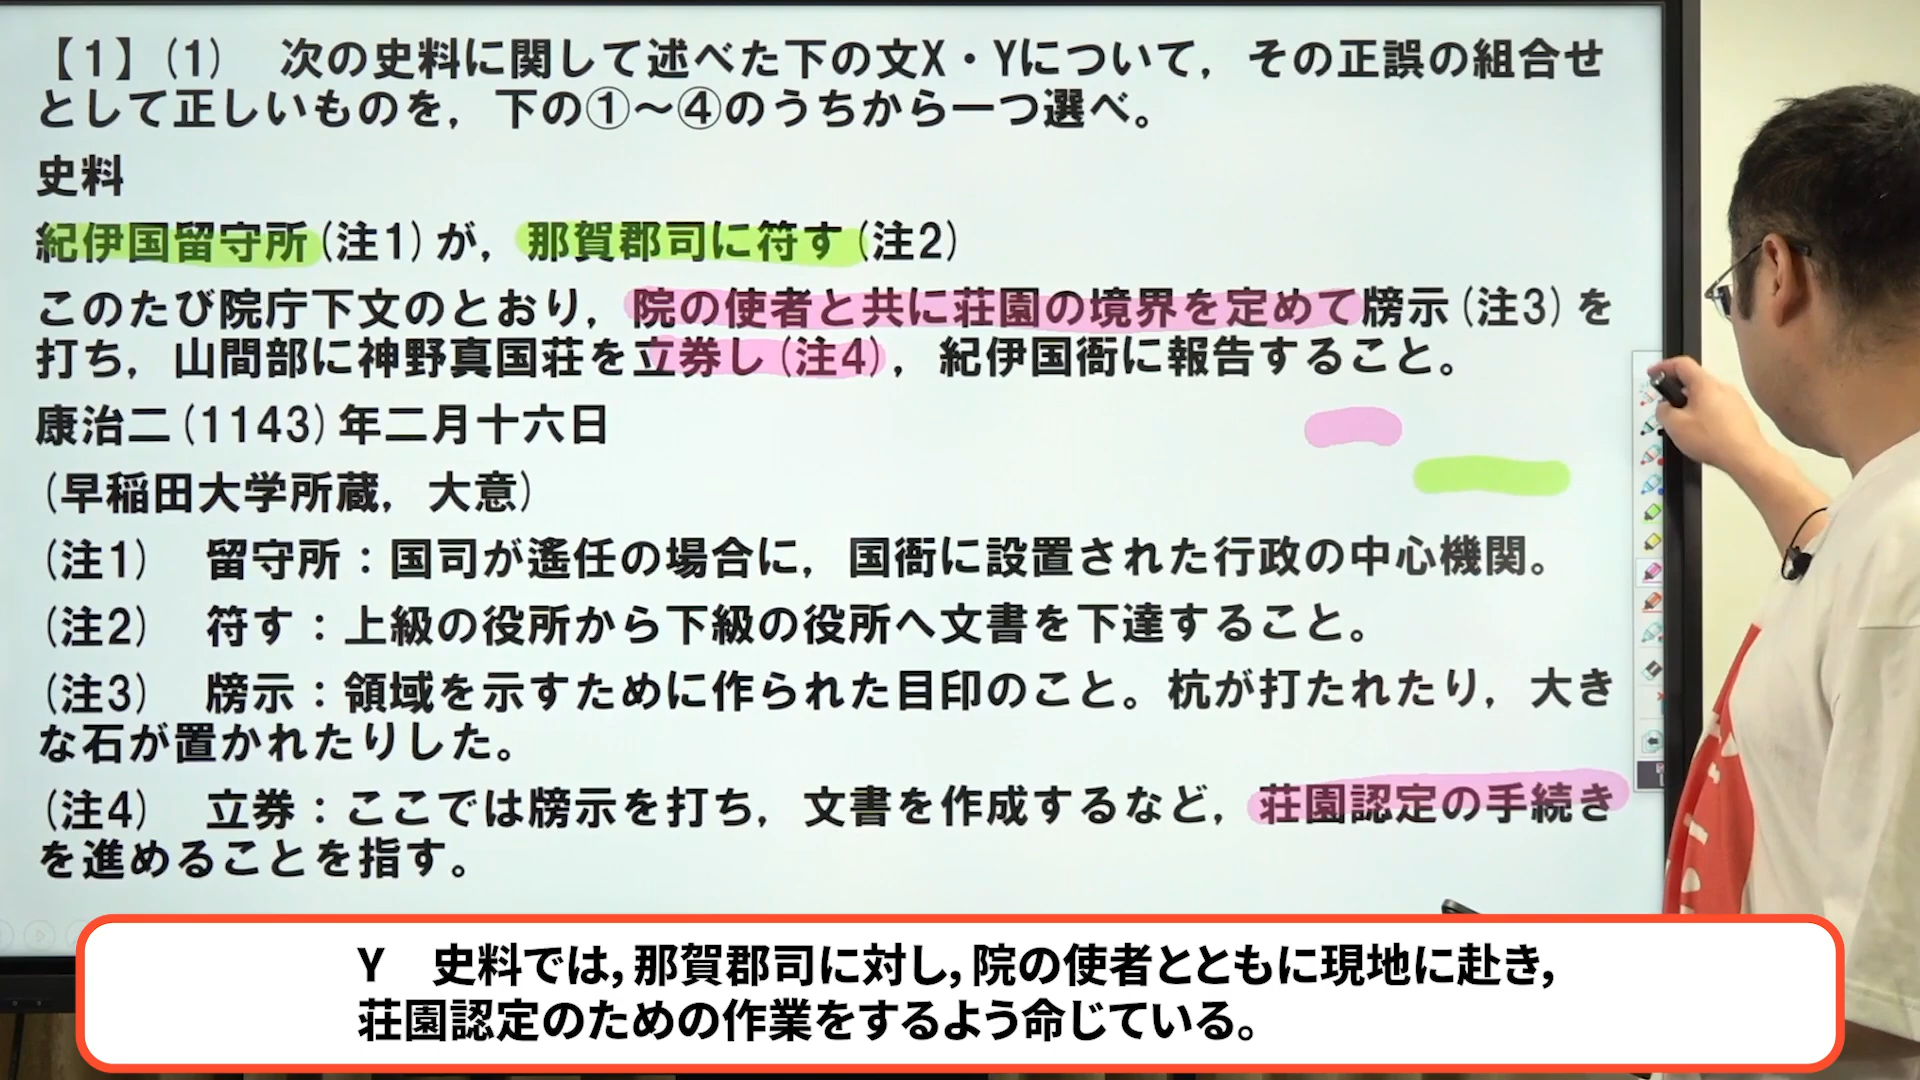 【1】(1)　次の史料に関して述べた下の文X・Yについて，その正誤の組合せ
として正しいものを，下の①～④のうちから一つ選べ。
史料
紀伊国留守所(注1)が，那賀郡司に符す(注2)
このたび院庁下文のとおり，院の使者と共に荘園の境界を定めて牓示(注3)を
打ち，山間部に神野真国荘を立券し(注4)，紀伊国衙に報告すること。
康治二(1143)年二月十六日
(早稲田大学所蔵，大意)
(注1)　留守所：国司が遙任の場合に，国衙に設置された行政の中心機関。
(注2)　符す：上級の役所から下級の役所へ文書を下達すること。
(注3)　牓示：領域を示すために作られた目印のこと。杭が打たれたり，大き
な石が置かれたりした。
(注4)　立券：ここでは牓示を打ち，文書を作成するなど，荘園認定の手続き
を進めることを指す。
Y　史料では，那賀郡司に対し，院の使者とともに現地に赴き，
荘園認定のための作業をするよう命じている。